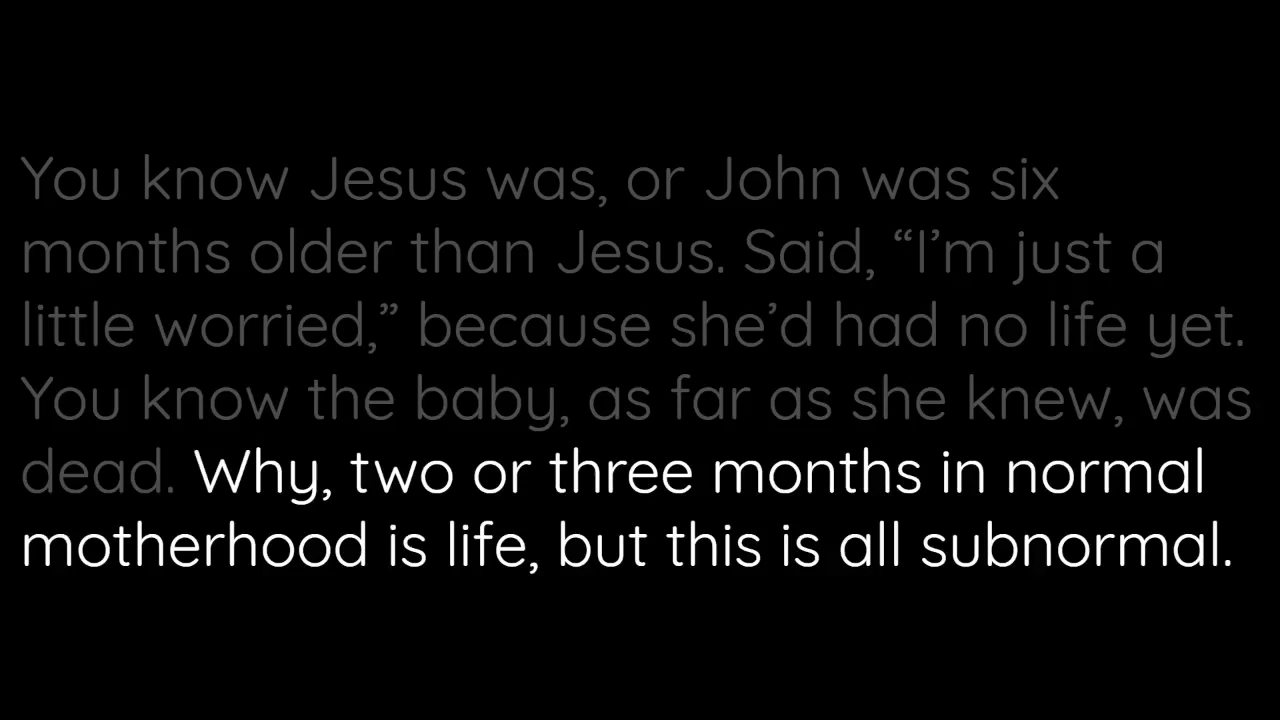 You know Jesus was, or John was six
months older than Jesus. Said, “I’m just a
little worried,” because she’d had no life yet.
You know the baby, as far as she knew, was
dead. Why, two or three months in normal
motherhood is life, but this is all subnormal.